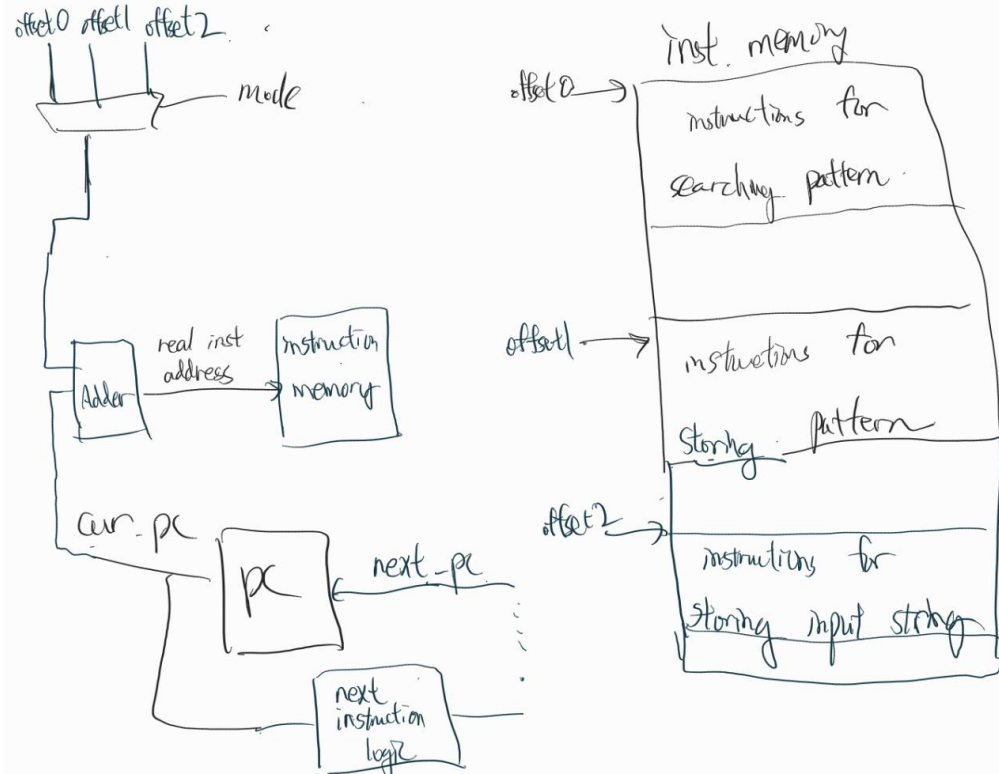 offset0 offset1 offset2
mode
real inst
address
Adder
instruction
memory
cur_pc
pc
next_pc
next
instruction
logic
inst. memory
offset0
instructions for
searching pattern.
offset1
instructions for
storing pattern
offset2
instructions for
storing input string